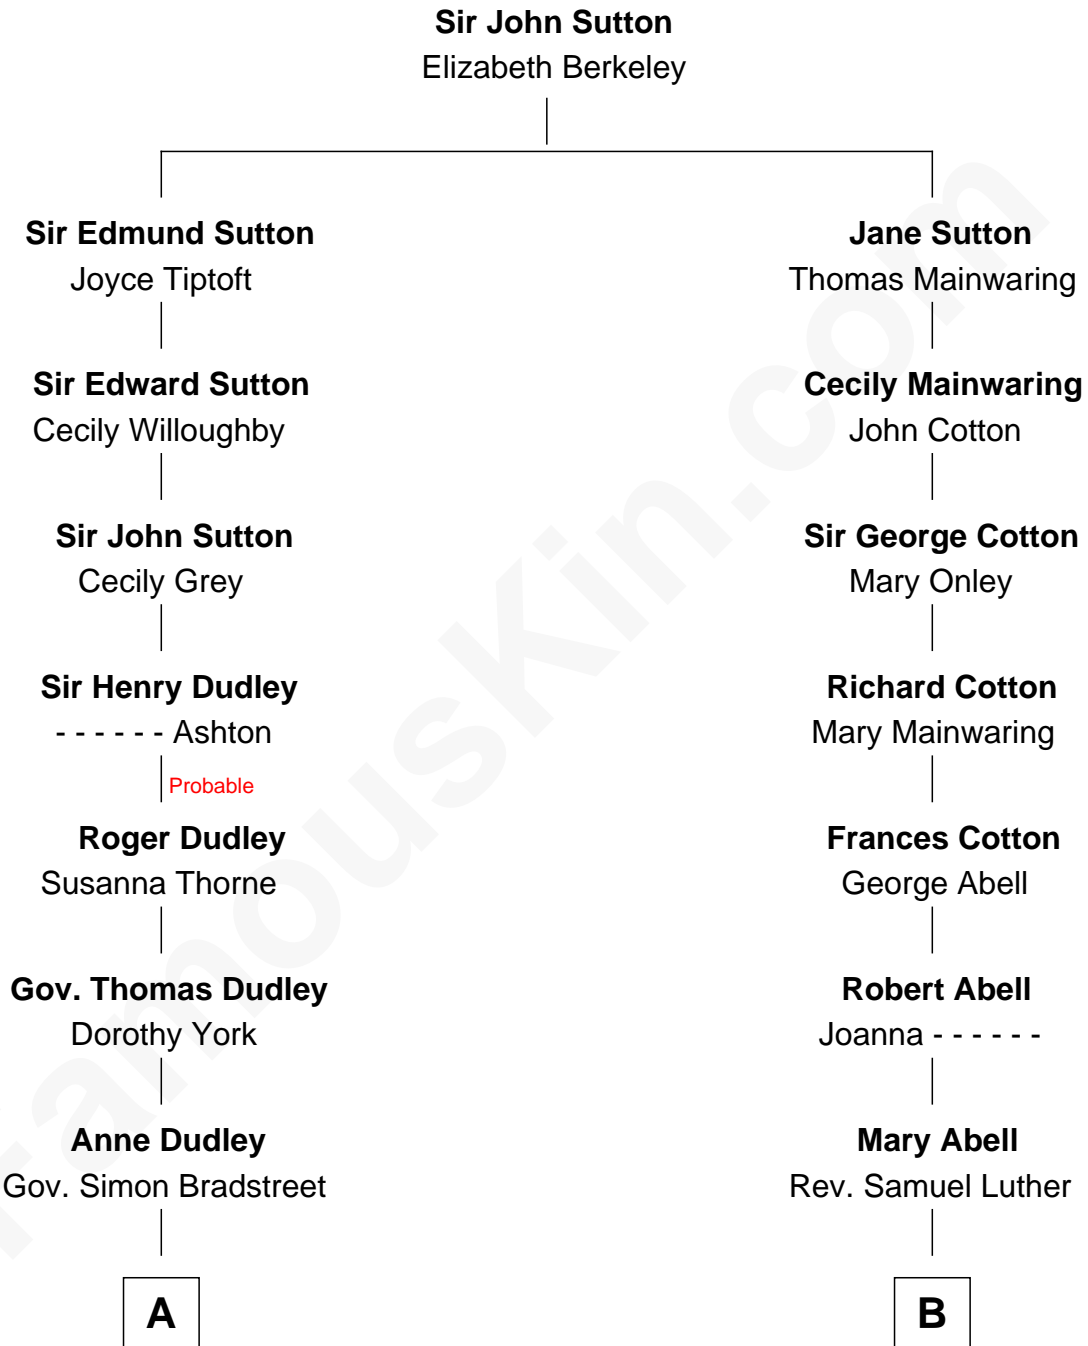 Sir John Sutton
Elizabeth Berkeley
Sir Edmund Sutton
Joyce Tiptoft
Jane Sutton
Thomas Mainwaring
Sir Edward Sutton
Cecily Willoughby
Cecily Mainwaring
John Cotton
Sir John Sutton
Cecily Grey
Sir George Cotton
Mary Onley
Sir Henry Dudley
- - - - - - Ashton
Richard Cotton
Mary Mainwaring
Probable
Roger Dudley
Susanna Thorne
Frances Cotton
George Abell
Gov. Thomas Dudley
Dorothy York
Robert Abell
Joanna - - - - - -
Anne Dudley
Gov. Simon Bradstreet
Mary Abell
Rev. Samuel Luther
A
B
FamousKin.com